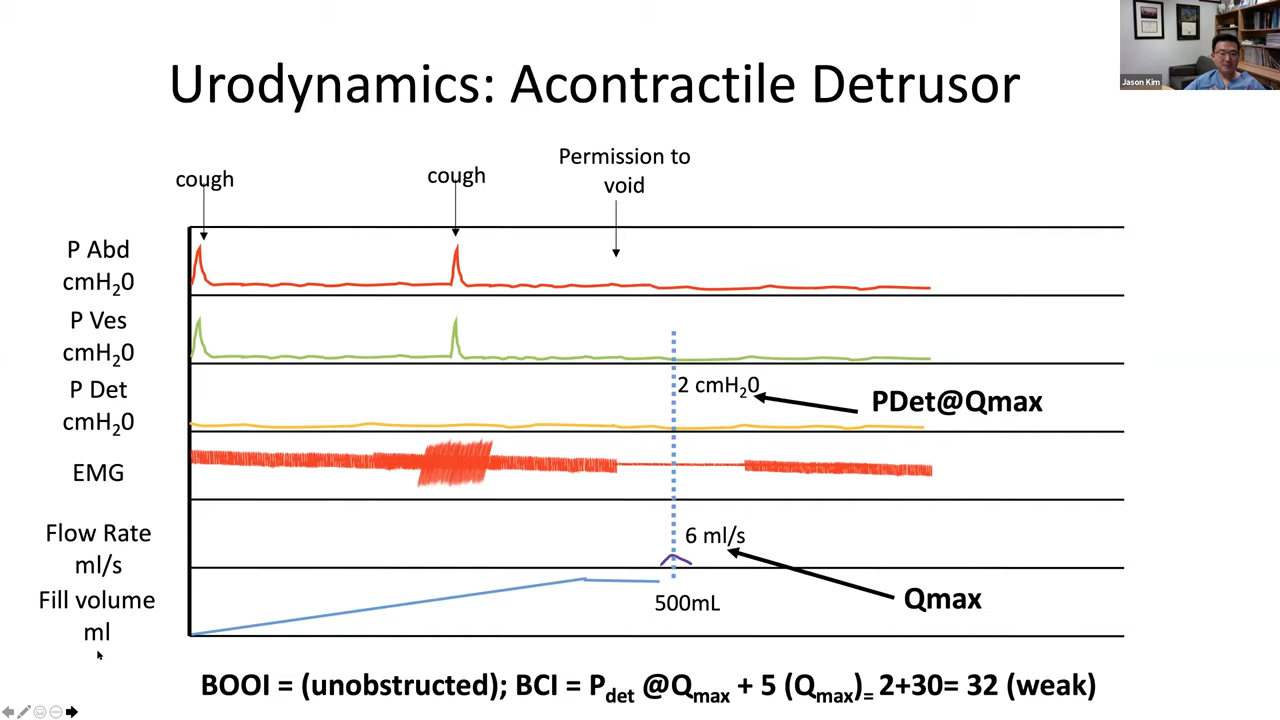 Jason Kim
Urodynamics: Acontractile Detrusor
cough
cough
Permission to
void
P Abd
cmH₂0
P Ves
cmH₂0
P Det
cmH₂0
2 cmH₂0
PDet@Qmax
EMG
Flow Rate
ml/s
6 ml/s
Fill volume
ml
500mL
Qmax
BOOI = (unobstructed); BCI = Pdet @Qmax + 5 (Qmax)= 2+30= 32 (weak)